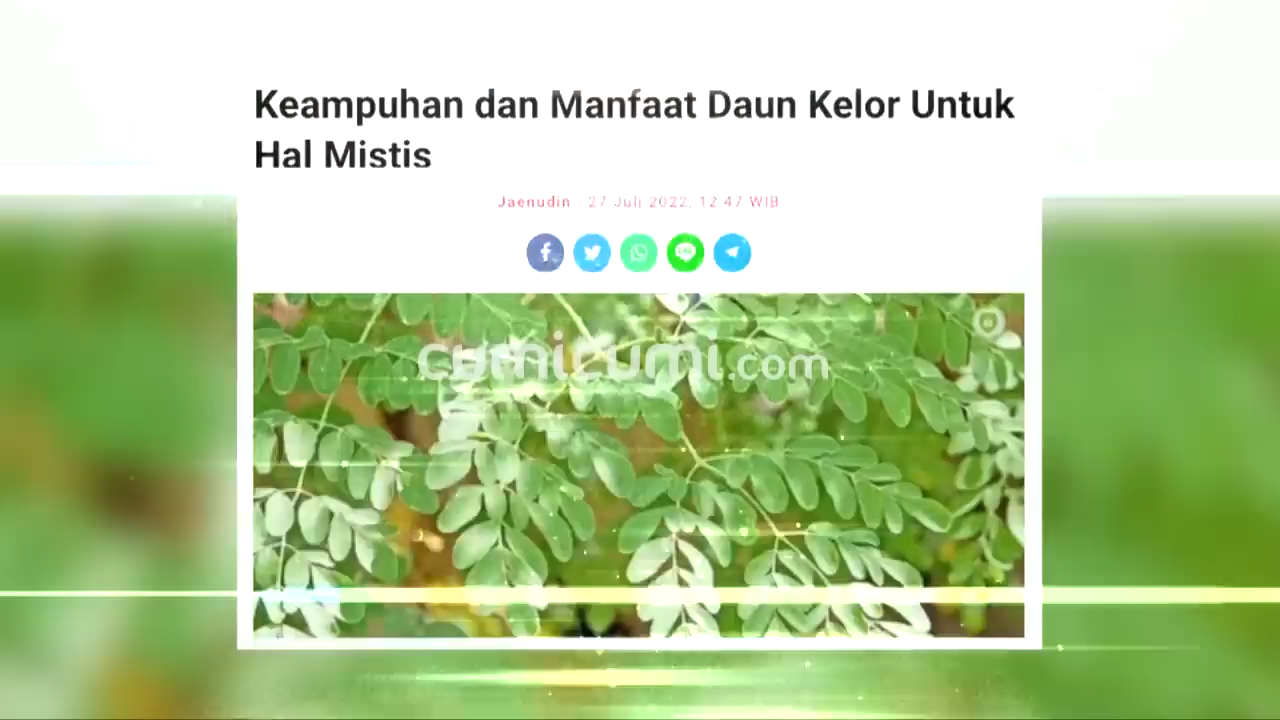 Keampuhan dan Manfaat Daun Kelor Untuk
Hal Mistis
Jaenudin - 27 Juli 2022, 12:47 WIB
cumicumi.com